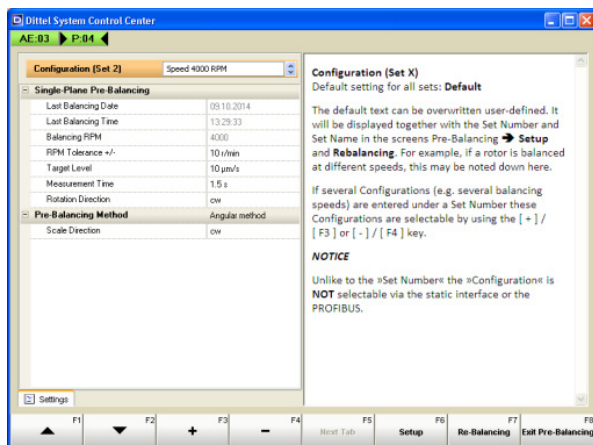 Dittel System Control Center
AE:03 P:04
Configuration (Set 2) Speed 4000 RPM
Single-Plane Pre-Balancing
Last Balancing Date 09.10.2014
Last Balancing Time 13:29:33
Balancing RPM 4000
RPM Tolerance +/- 10 r/min
Target Level 10 µm/s
Measurement Time 1.5 s
Rotation Direction cw
Pre-Balancing Method Angular method
Scale Direction cw
Settings
Configuration (Set X)
Default setting for all sets: Default
The default text can be overwritten user-defined. It
will be displayed together with the Set Number and
Set Name in the screens Pre-Balancing ➔ Setup
and Rebalancing. For example, if a rotor is balanced
at different speeds, this may be noted down here.
If several Configurations (e.g. several balancing
speeds) are entered under a Set Number these
Configurations are selectable by using the [ + ] /
[ F3 ] or [ - ] / [ F4 ] key.
NOTICE
Unlike to the »Set Number« the »Configuration« is
NOT selectable via the static interface or the
PROFIBUS.
F1 F2 F3 F4 F5 F6 F7 F8
+ - Next Tab Setup Re-Balancing Exit Pre-Balancing